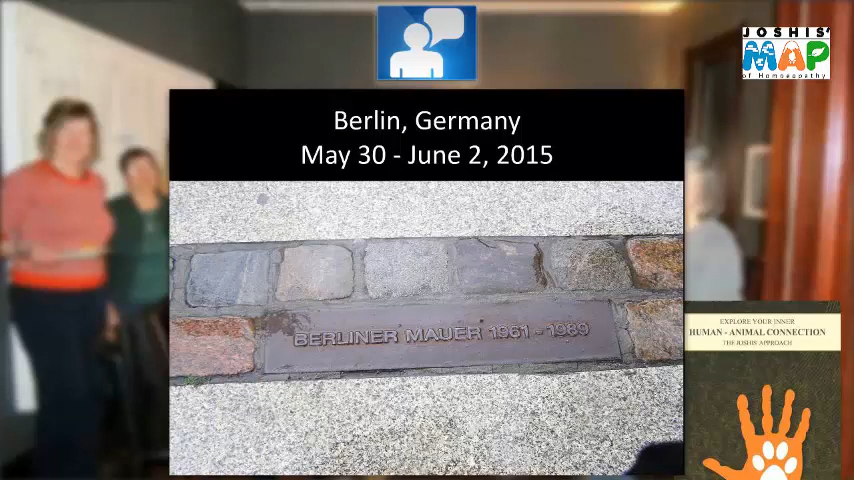 JOSHIS'
MAP
of Homoeopathy
Berlin, Germany
May 30 - June 2, 2015
BERLINER MAUER 1961 - 1989
EXPLORE YOUR INNER
HUMAN - ANIMAL CONNECTION
THE JOSHIS' APPROACH